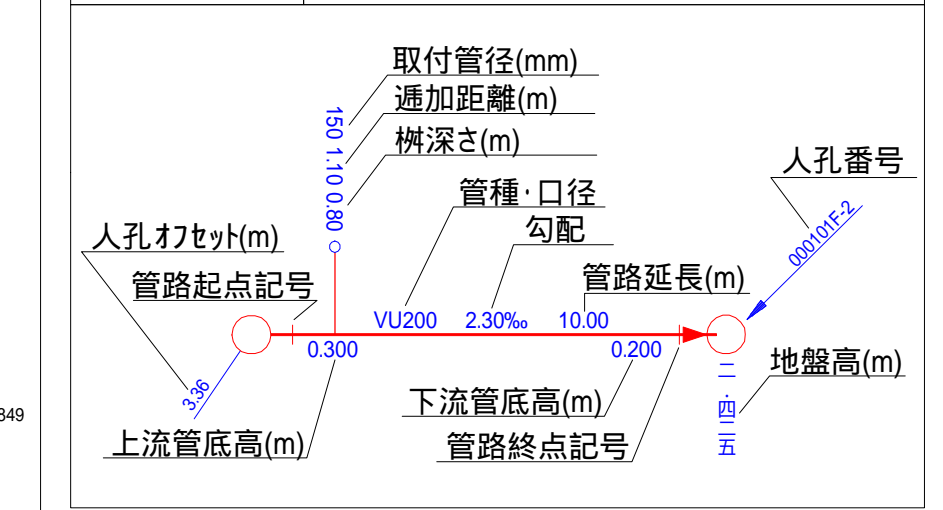 取付管径(mm)
逓加距離(m)
桝深さ(m)
150 1.10 0.80
人孔番号
000101F-2
管種・口径
勾配
人孔オフセット(m)
管路起点記号
管路延長(m)
VU200 2.30‰ 10.00
0.300
0.200
地盤高(m)
二・四二五
3.36
下流管底高(m)
849
上流管底高(m)
管路終点記号